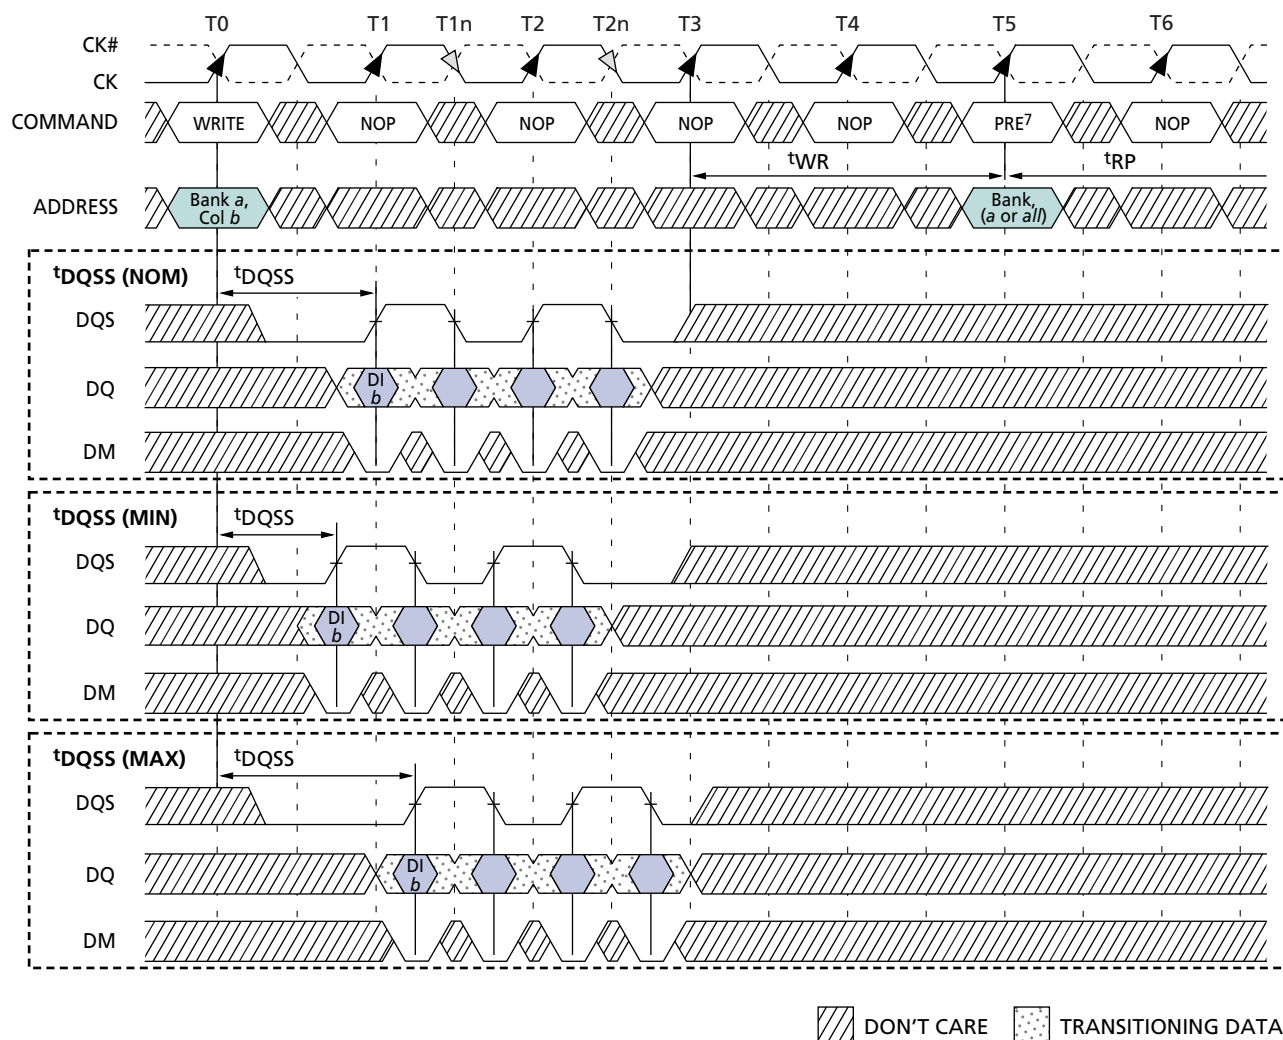 T0 T1 T1n T2 T2n T3 T4 T5 T6
CK#
CK
COMMAND WRITE NOP NOP NOP NOP PRE7 NOP
tWR tRP
ADDRESS Bank a, Col b Bank, (a or all)
tDQSS (NOM) tDQSS
DQS
DQ DI b
DM
tDQSS (MIN) tDQSS
DQS
DQ DI b
DM
tDQSS (MAX) tDQSS
DQS
DQ DI b
DM
DON'T CARE TRANSITIONING DATA